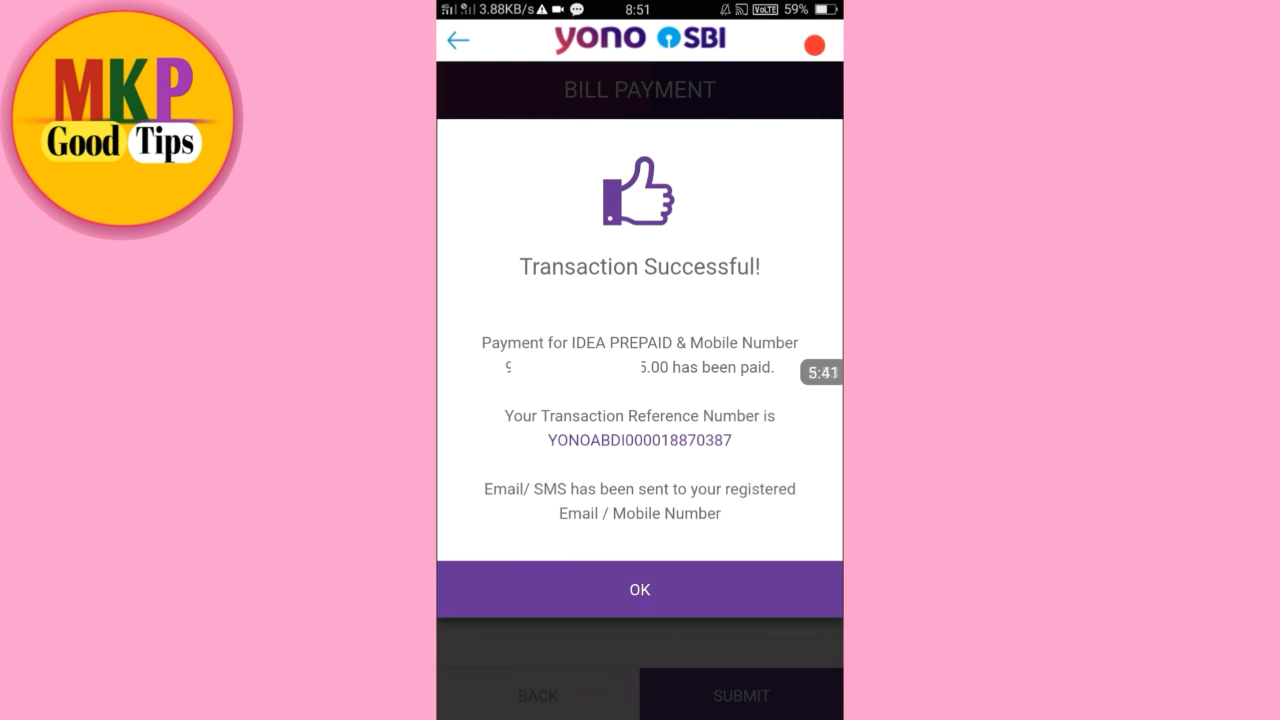 MKP
Good Tips
3.88KB/s
8:51
VoLTE
59%
yono SBI
BILL PAYMENT
Transaction Successful!
Payment for IDEA PREPAID & Mobile Number
9 5.00 has been paid.
5:41
Your Transaction Reference Number is
YONOABDI000018870387
Email/ SMS has been sent to your registered
Email / Mobile Number
OK
BACK
SUBMIT